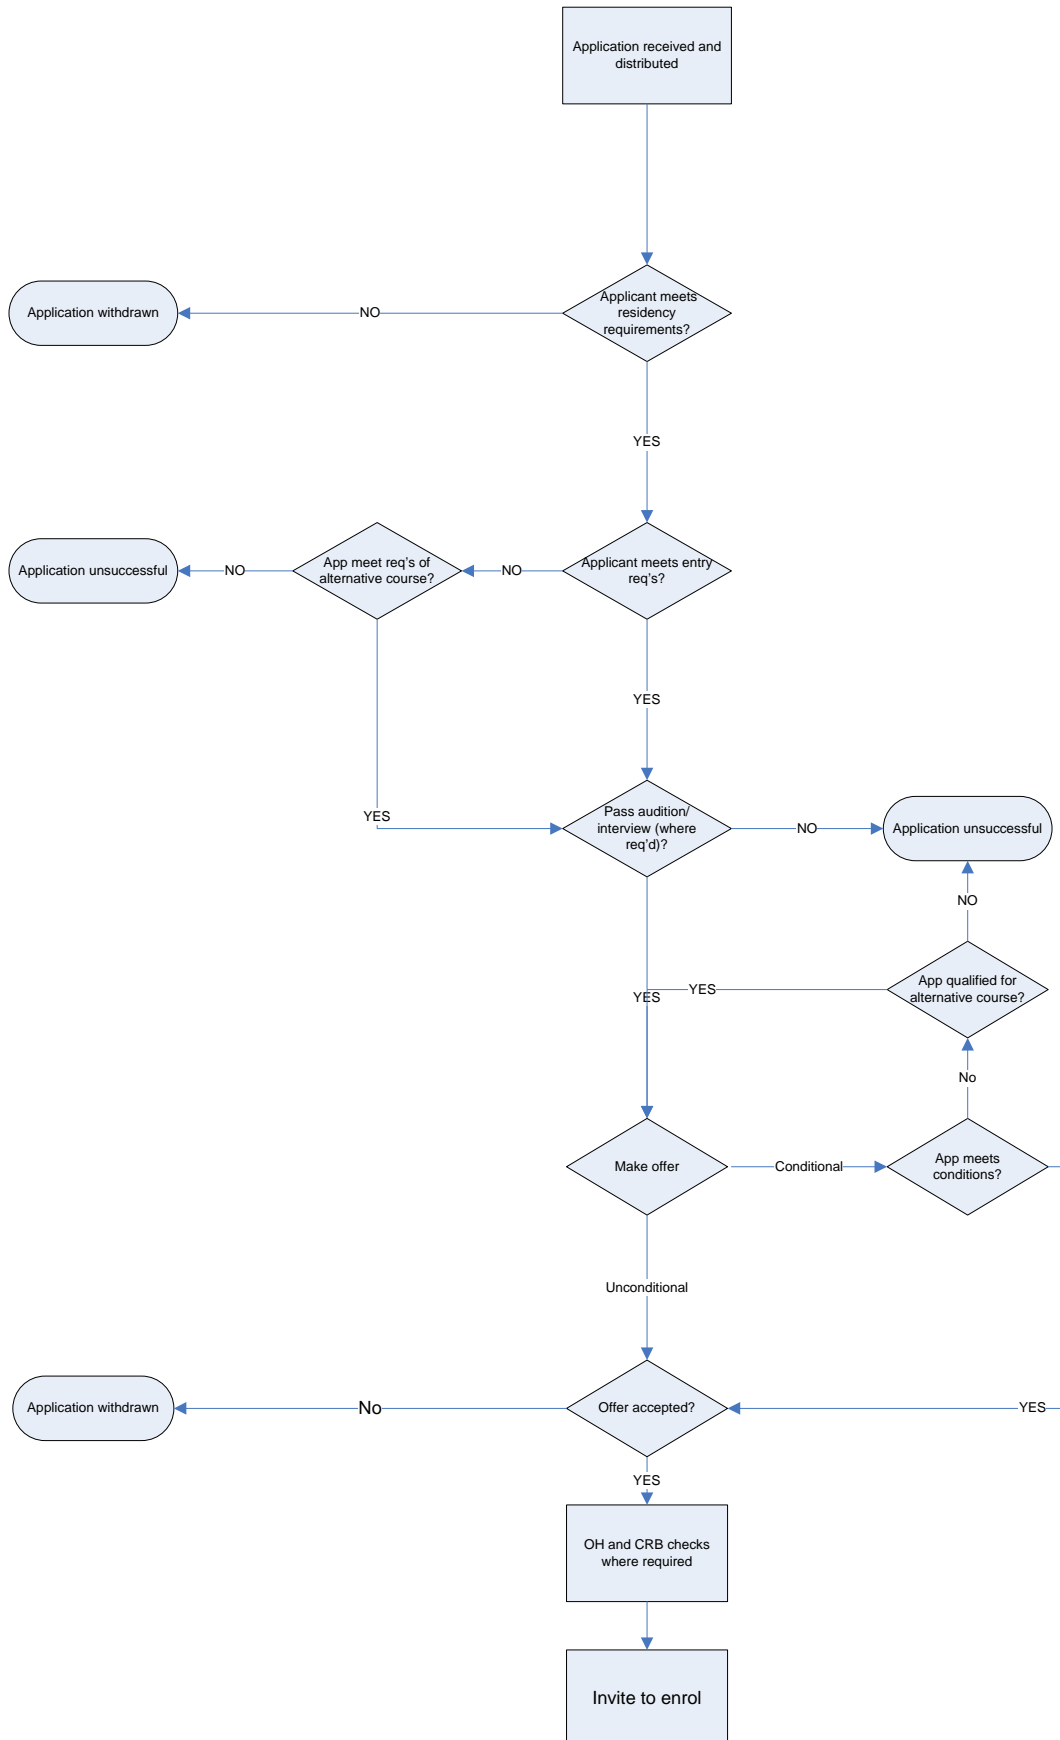 Application received and
distributed
Applicant meets
residency
requirements?
NO
Application withdrawn
YES
Applicant meets entry
req's?
NO
App meet req's of
alternative course?
NO
Application unsuccessful
YES
YES
Pass audition/
interview (where
req'd)?
NO
Application unsuccessful
NO
App qualified for
alternative course?
YES
YES
No
Make offer
Conditional
App meets
conditions?
Unconditional
Offer accepted?
No
Application withdrawn
YES
YES
OH and CRB checks
where required
Invite to enrol